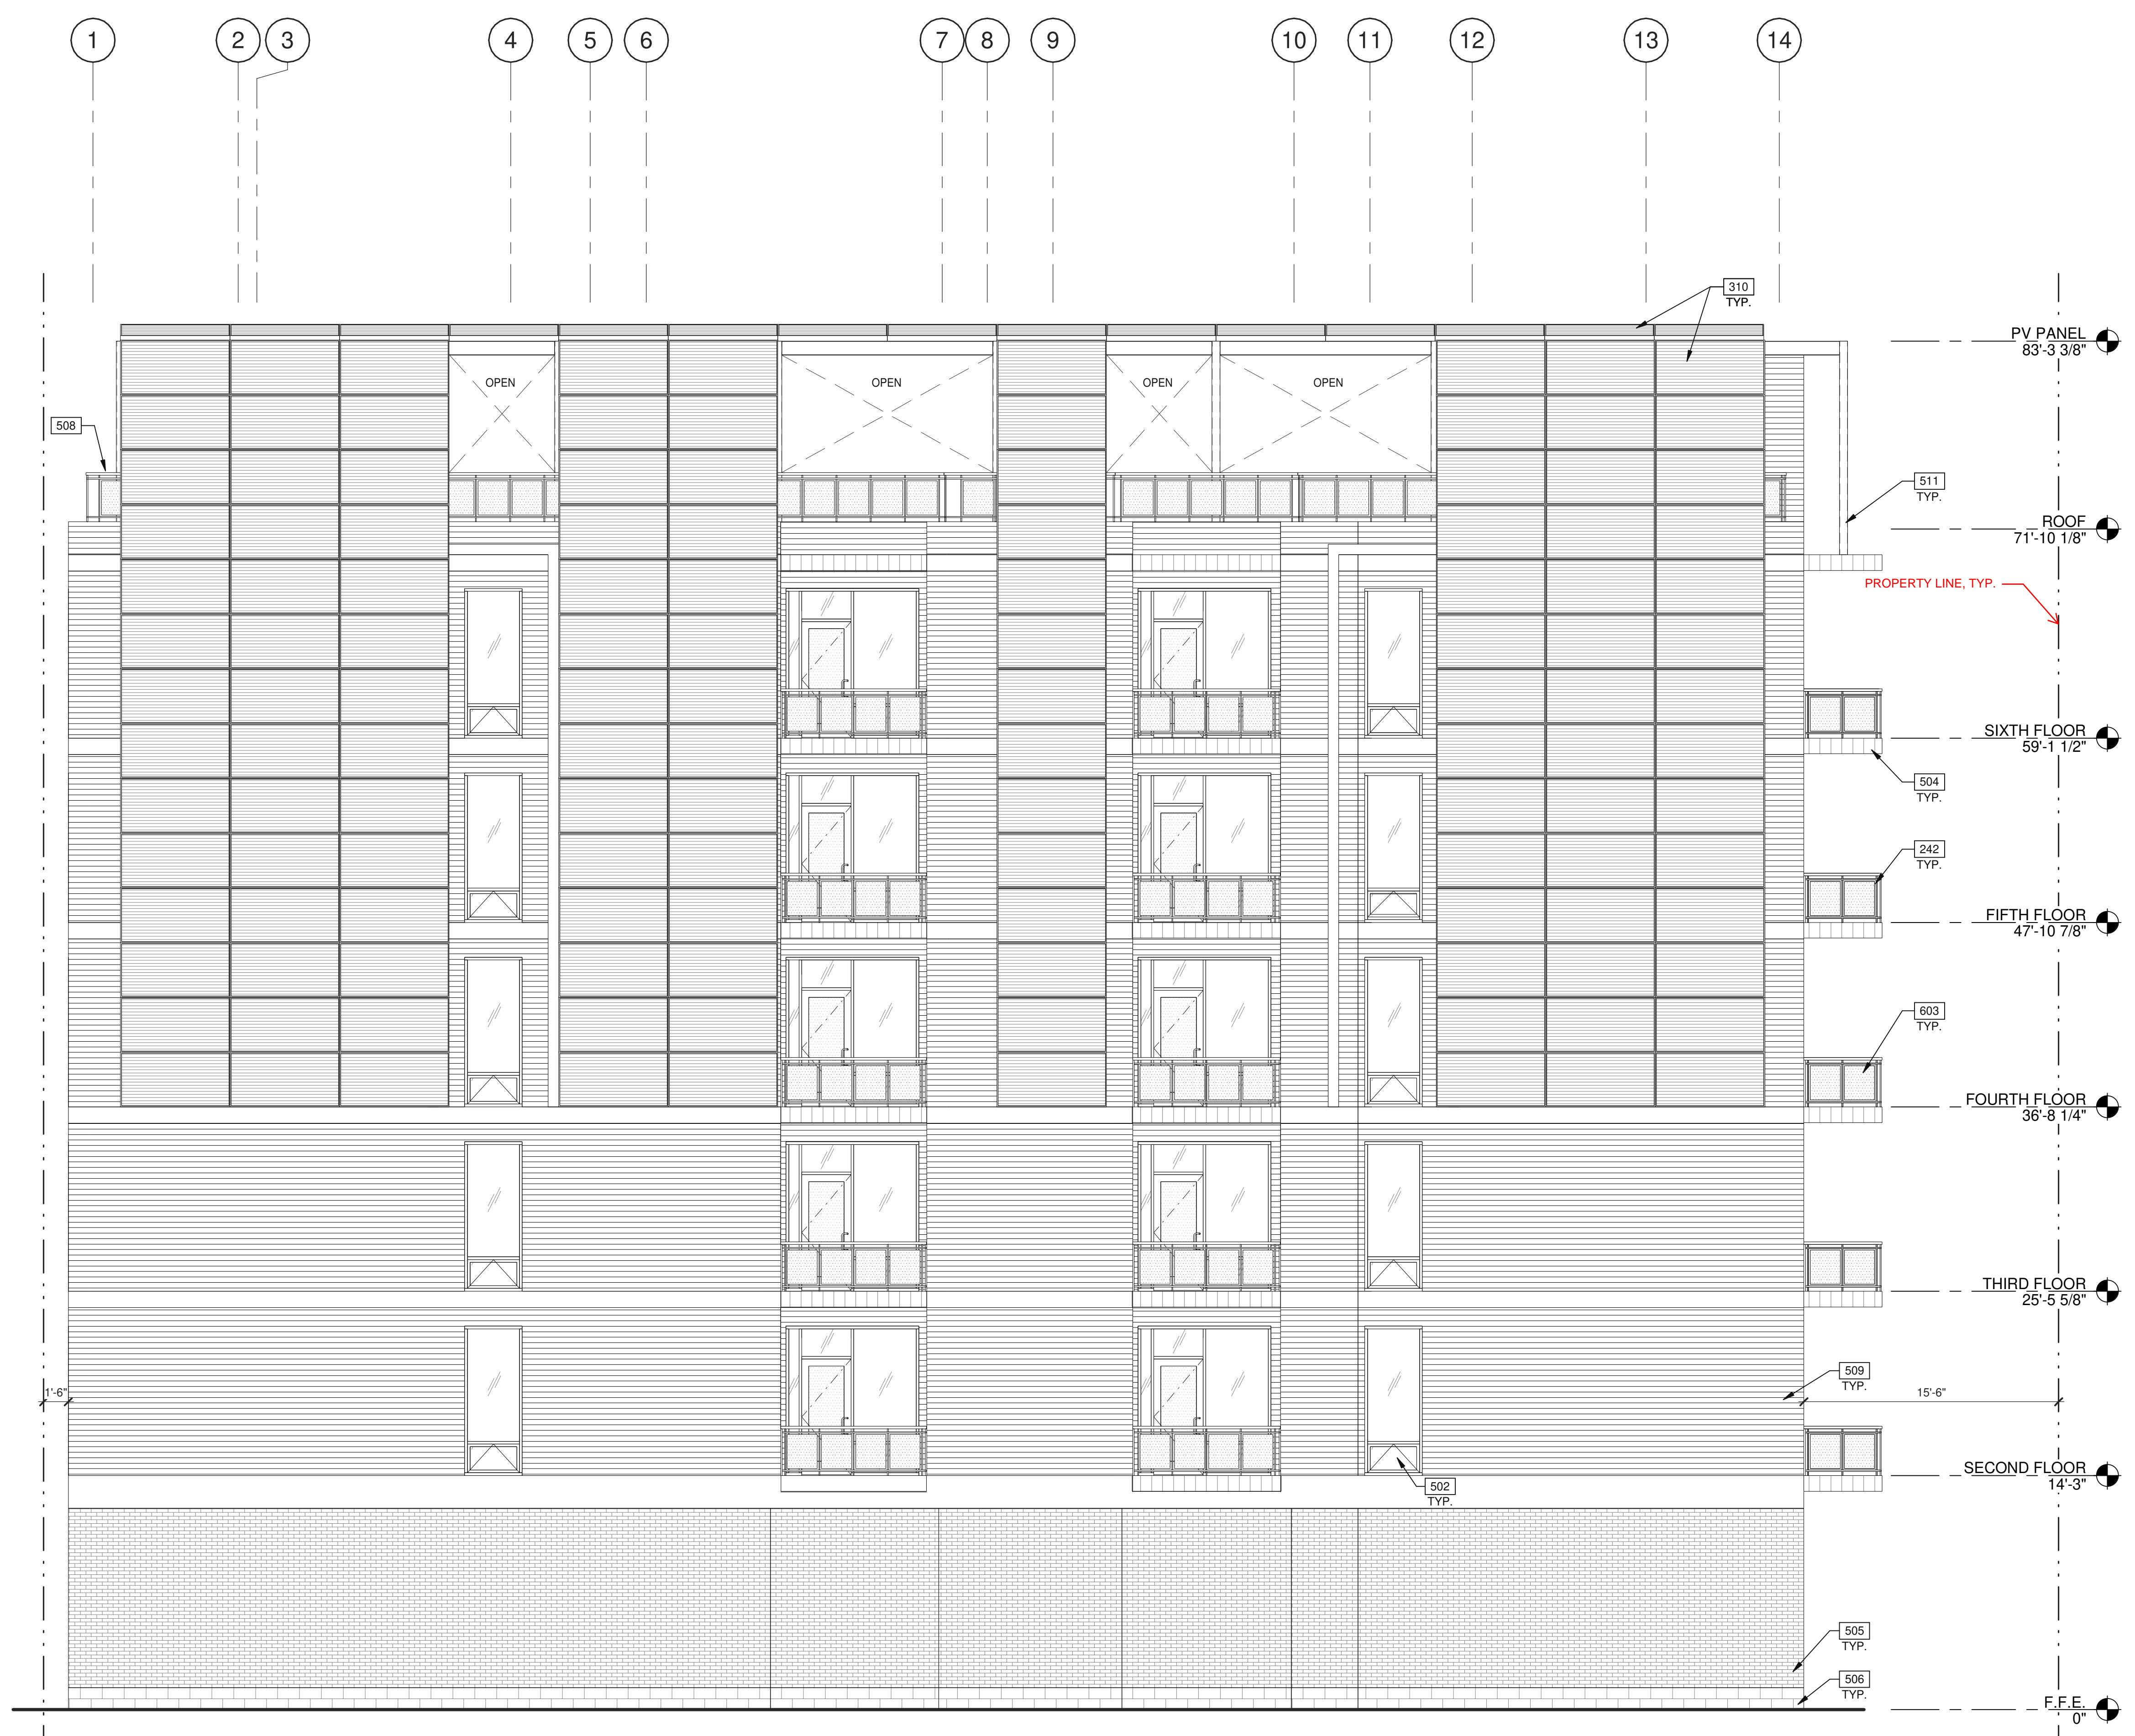 1 2 3 4 5 6 7 8 9 10 11 12 13 14
310
TYP.
PV PANEL
83'-3 3/8"
OPEN OPEN OPEN OPEN
508
511
TYP.
ROOF
71'-10 1/8"
PROPERTY LINE, TYP.
SIXTH FLOOR
59'-1 1/2"
504
TYP.
242
TYP.
FIFTH FLOOR
47'-10 7/8"
603
TYP.
FOURTH FLOOR
36'-8 1/4"
THIRD FLOOR
25'-5 5/8"
509
TYP.
1'-6"
15'-6"
SECOND FLOOR
14'-3"
502
TYP.
505
TYP.
506
TYP.
F.F.E.
0"